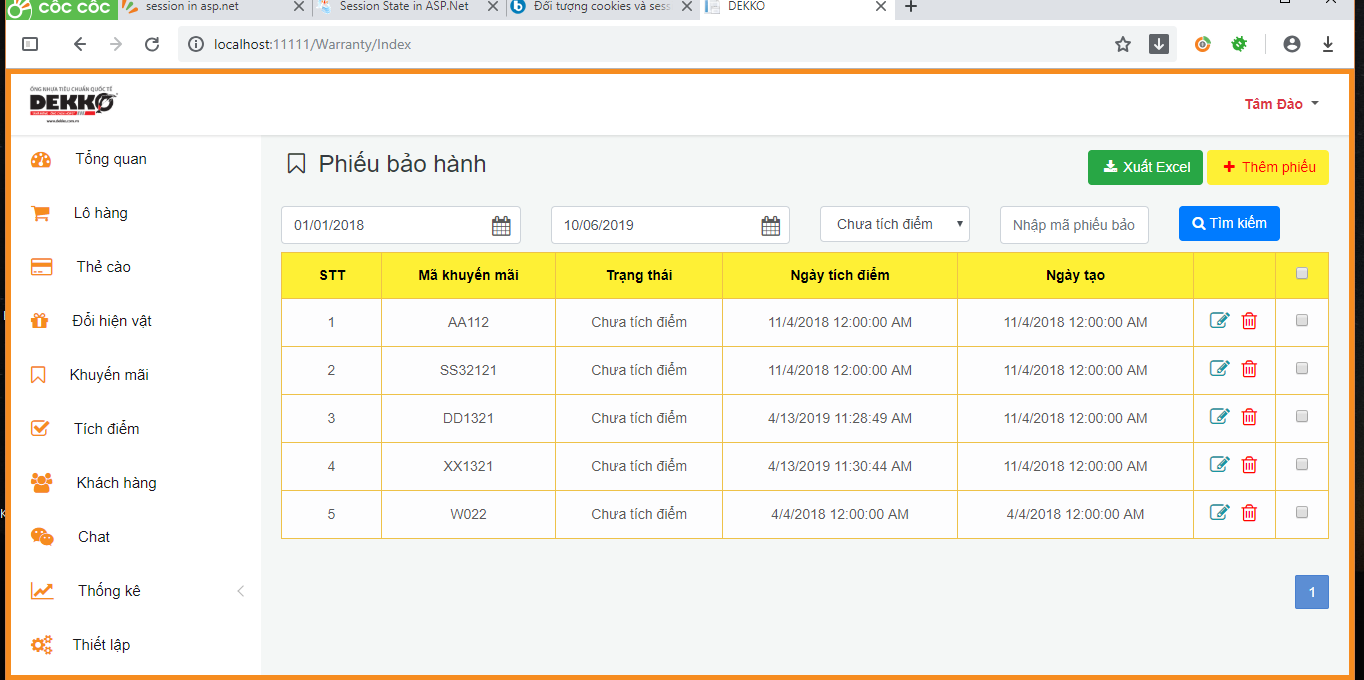 CỐC CỐC session in asp.net Session State in ASP.Net Đối tượng cookies và sess DEKKO
localhost:11111/Warranty/Index
ỐNG NHỰA TIÊU CHUẨN QUỐC TẾ
DEKKO
www.dekko.com.vn
Tâm Đào
Tổng quan
Lô hàng
Thẻ cào
Đổi hiện vật
Khuyến mãi
Tích điểm
Khách hàng
Chat
Thống kê
Thiết lập
Phiếu bảo hành
Xuất Excel Thêm phiếu
01/01/2018 10/06/2019 Chưa tích điểm Nhập mã phiếu bảo Tìm kiếm
STT Mã khuyến mãi Trạng thái Ngày tích điểm Ngày tạo
1 AA112 Chưa tích điểm 11/4/2018 12:00:00 AM 11/4/2018 12:00:00 AM
2 SS32121 Chưa tích điểm 11/4/2018 12:00:00 AM 11/4/2018 12:00:00 AM
3 DD1321 Chưa tích điểm 4/13/2019 11:28:49 AM 11/4/2018 12:00:00 AM
4 XX1321 Chưa tích điểm 4/13/2019 11:30:44 AM 11/4/2018 12:00:00 AM
5 W022 Chưa tích điểm 4/4/2018 12:00:00 AM 4/4/2018 12:00:00 AM
1